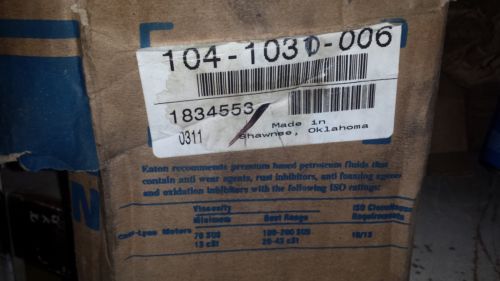 104-1031-006
1834553
0311
Made in
Shawnee, Oklahoma
Eaton recommends premium based petroleum fluids that
contain anti wear agents, rust inhibitors, anti foaming agents
and oxidation inhibitors with the following ISO ratings:
Viscosity
Minimum
Best Range
ISO Cleanliness
Requirements
Char-Lynn Motors
70 SUS
13 cSt
100-200 SUS
20-43 cSt
18/13
N